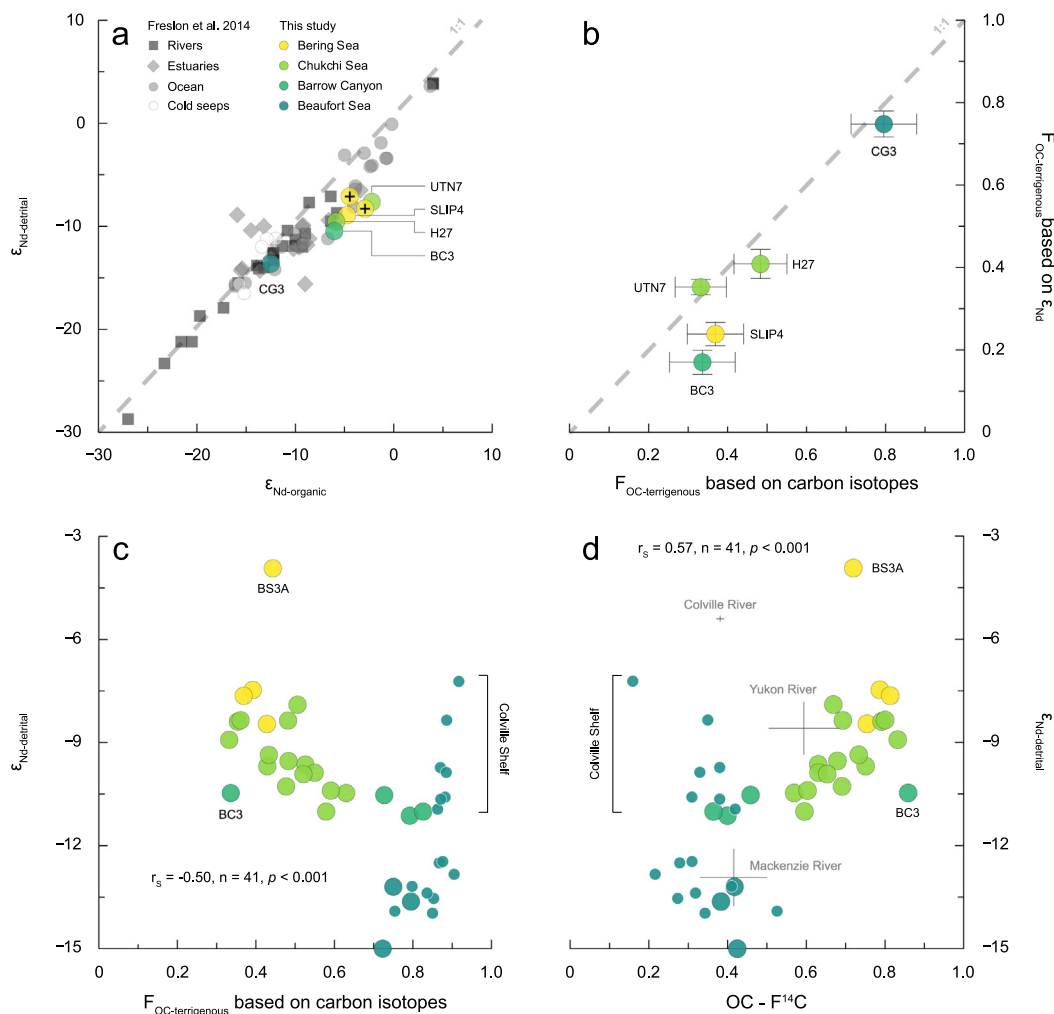 a
Freslon et al. 2014
Rivers
Estuaries
Ocean
Cold seeps
This study
Bering Sea
Chukchi Sea
Barrow Canyon
Beaufort Sea
1:1
UTN7
SLIP4
H27
BC3
CG3
10
0
−10
−20
−30
εNd-detrital
−30
−20
−10
0
10
εNd-organic
b
1:1
CG3
H27
UTN7
SLIP4
BC3
1.0
0.8
0.6
0.4
0.2
0
FOC-terrigenous based on εNd
0
0.2
0.4
0.6
0.8
1.0
FOC-terrigenous based on carbon isotopes
c
BS3A
BC3
Colville Shelf
rs = -0.50, n = 41, p < 0.001
−3
−6
−9
−12
−15
εNd-detrital
0
0.2
0.4
0.6
0.8
1.0
FOC-terrigenous based on carbon isotopes
d
rs = 0.57, n = 41, p < 0.001
BS3A
Colville River
Yukon River
Colville Shelf
BC3
Mackenzie River
−3
−6
−9
−12
−15
εNd-detrital
0
0.2
0.4
0.6
0.8
1.0
OC - F14C